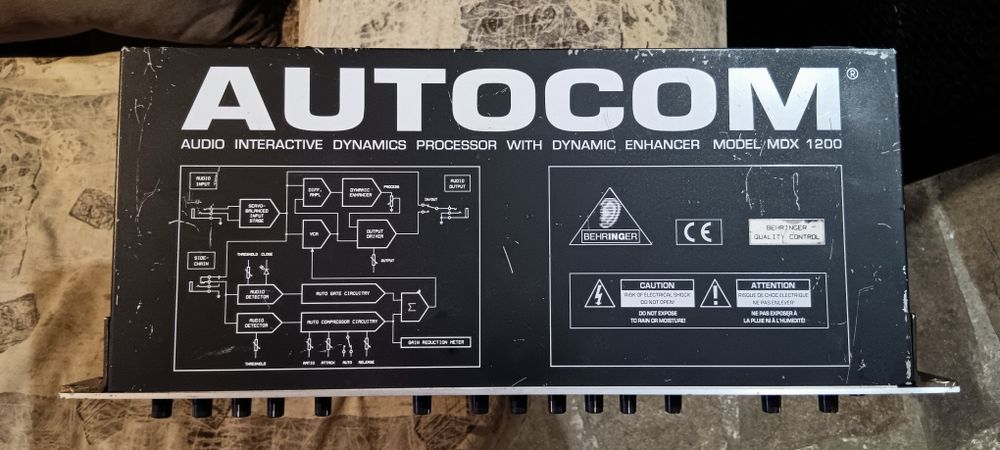 AUTOCOM®
AUDIO INTERACTIVE DYNAMICS PROCESSOR WITH DYNAMIC ENHANCER MODEL MDX 1200
AUDIO
INPUT
SERVO-
BALANCED
INPUT
STAGE
DIFF.
AMPL
DYNAMIC
ENHANCER
PROCESS
IN/OUT
AUDIO
OUTPUT
VCA
OUTPUT
DRIVER
OUTPUT
SIDE-
CHAIN
THRESHOLD CLOSE
AUDIO
DETECTOR
AUTO GATE CIRCUITRY
Σ
AUDIO
DETECTOR
AUTO COMPRESSOR CIRCUITRY
GAIN REDUCTION METER
THRESHOLD
RATIO
ATTACK
AUTO
RELEASE
BEHRINGER
CE
BEHRINGER
QUALITY CONTROL
CAUTION
RISK OF ELECTRICAL SHOCK
DO NOT OPEN!
DO NOT EXPOSE
TO RAIN OR MOISTURE!
ATTENTION
RISQUE DE CHOC ELECTRIQUE
NE PAS ENLEVER!
NE PAS EXPOSER À
LA PLUIE NI À L'HUMIDITÉ!